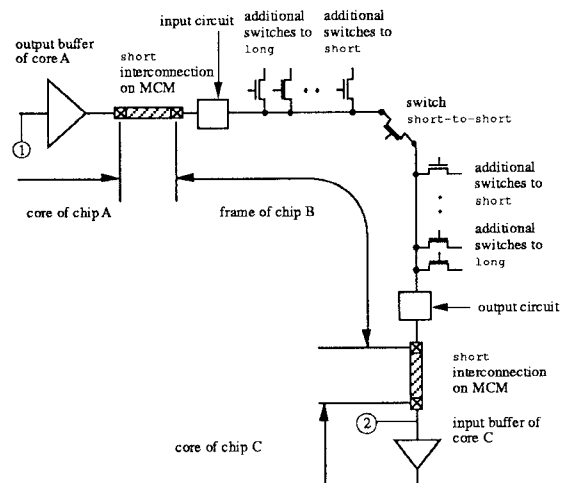 input circuit
additional
switches to
long
additional
switches to
short
output buffer
of core A
short
interconnection
on MCM
switch
short-to-short
1
additional
switches to
short
core of chip A
frame of chip B
additional
switches to
long
output circuit
short
interconnection
on MCM
2
input buffer of
core C
core of chip C